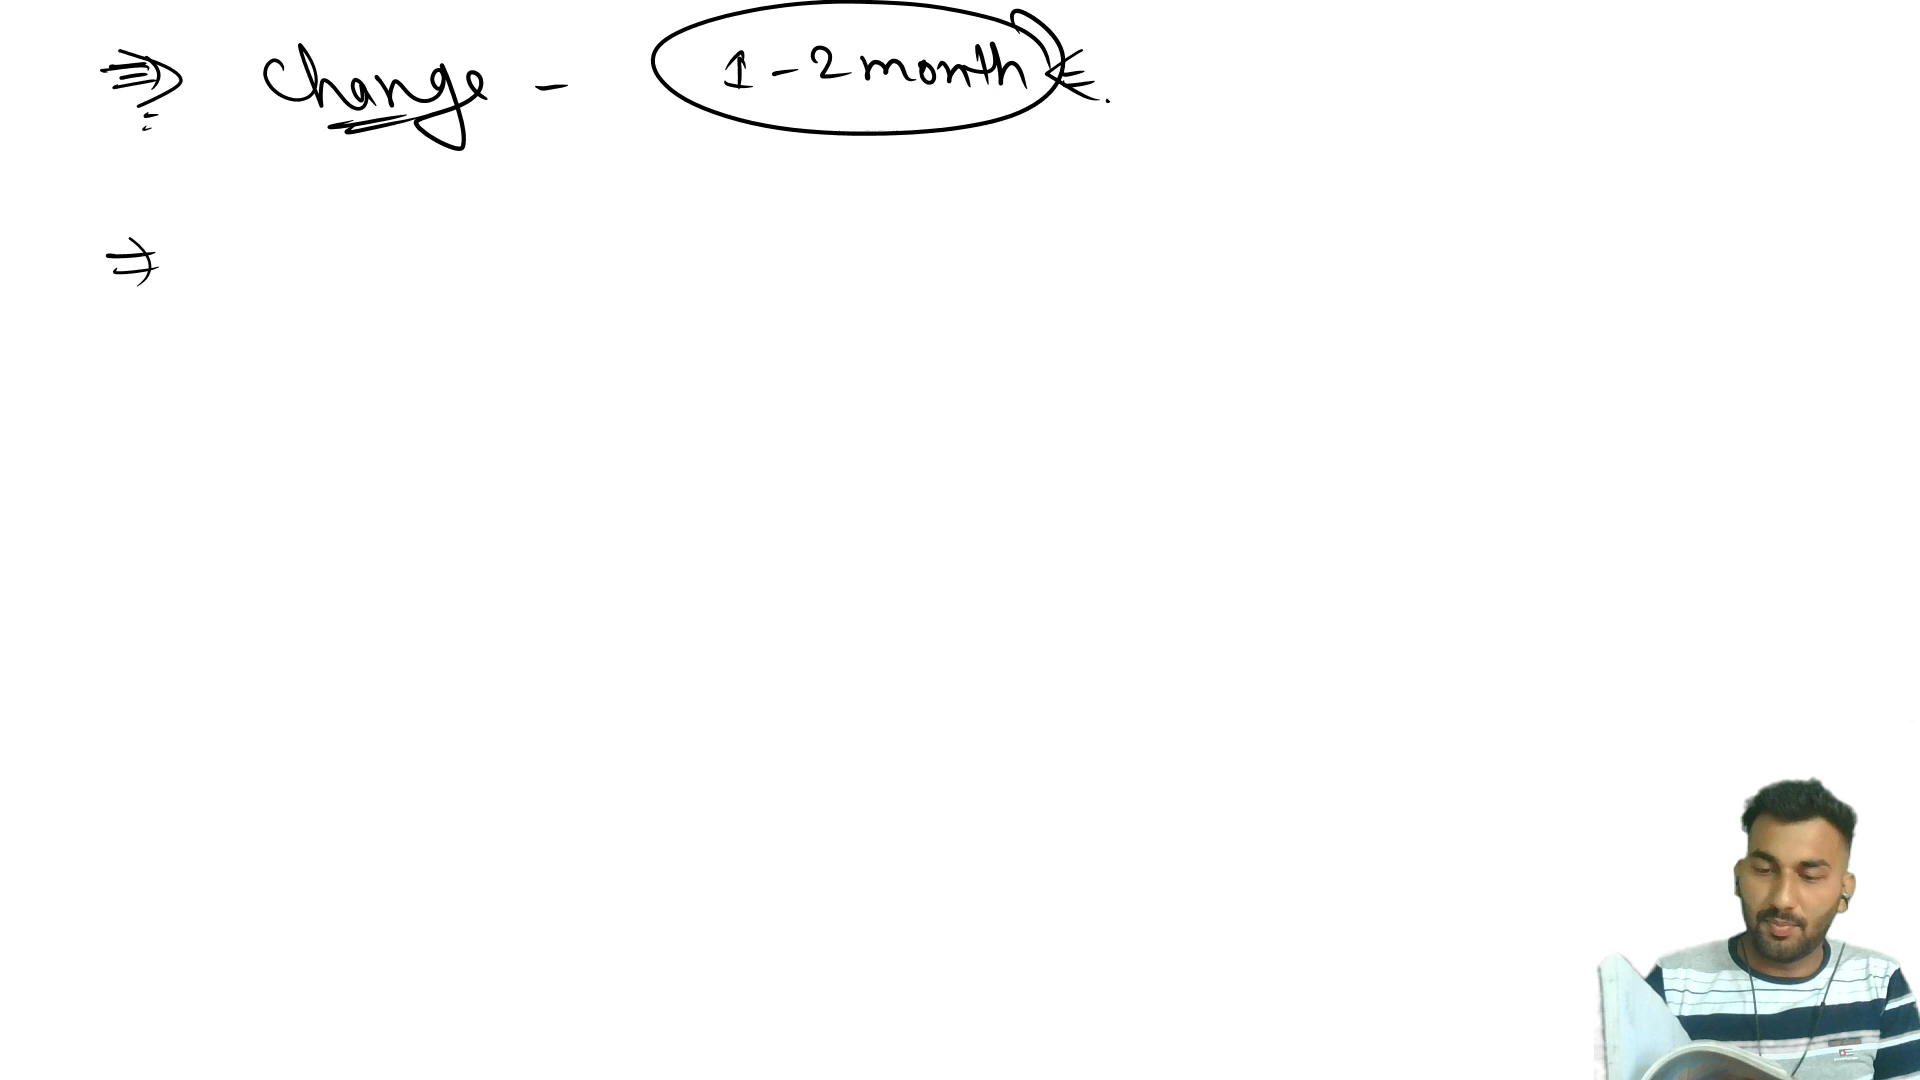 ⇒ change - 1-2 month
⇒